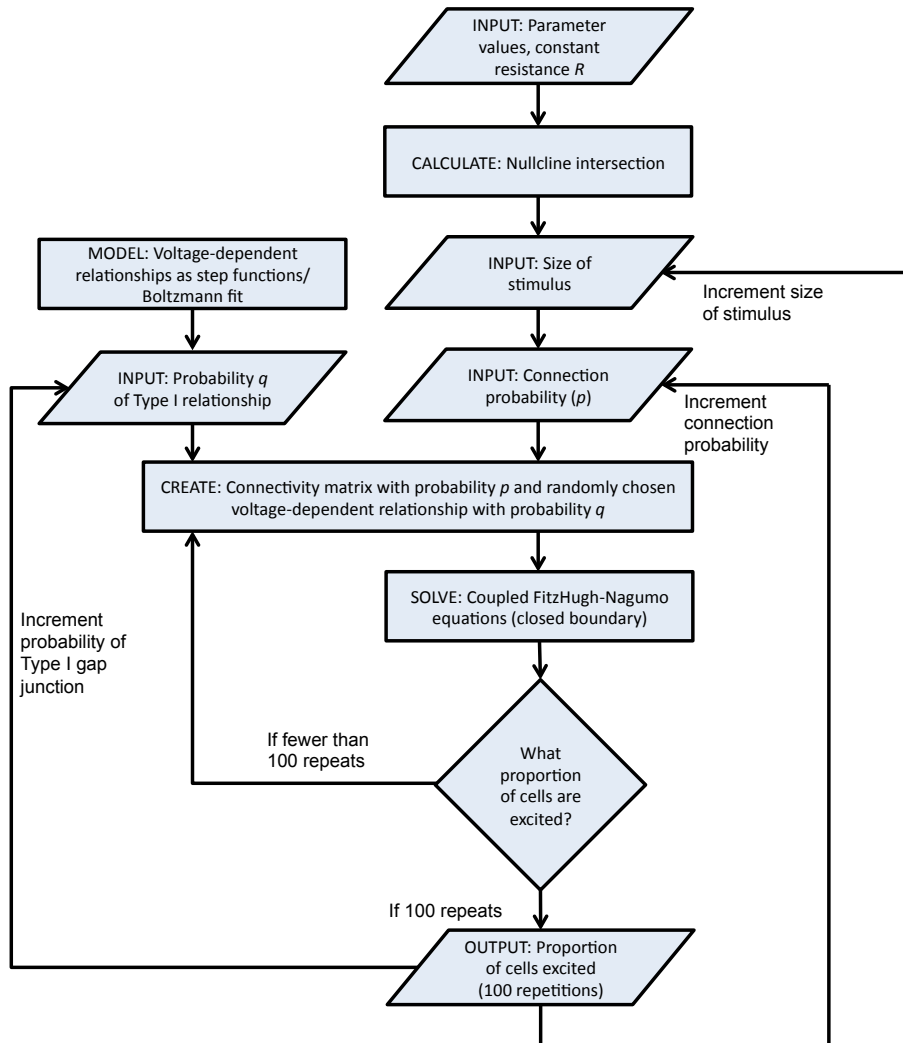 INPUT: Parameter
values, constant
resistance R
CALCULATE: Nullcline intersection
MODEL: Voltage-dependent
relationships as step functions/
Boltzmann fit
INPUT: Size of
stimulus
Increment size
of stimulus
INPUT: Probability q
of Type I relationship
INPUT: Connection
probability (p)
Increment
connection
probability
CREATE: Connectivity matrix with probability p and randomly chosen
voltage-dependent relationship with probability q
SOLVE: Coupled FitzHugh-Nagumo
equations (closed boundary)
Increment
probability of
Type I gap
junction
If fewer than
100 repeats
What
proportion
of cells are
excited?
If 100 repeats
OUTPUT: Proportion
of cells excited
(100 repetitions)